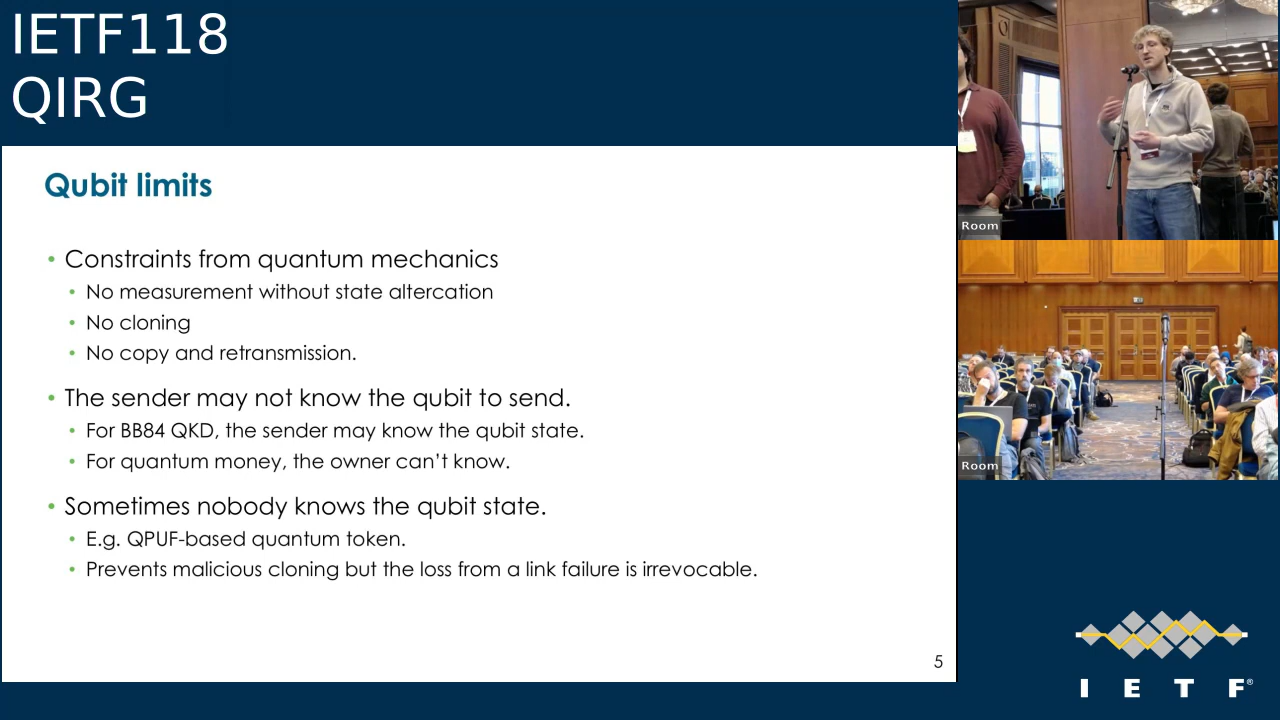 IETF118
QIRG
Qubit limits
• Constraints from quantum mechanics
• No measurement without state altercation
• No cloning
• No copy and retransmission.
• The sender may not know the qubit to send.
• For BB84 QKD, the sender may know the qubit state.
• For quantum money, the owner can't know.
• Sometimes nobody knows the qubit state.
• E.g. QPUF-based quantum token.
• Prevents malicious cloning but the loss from a link failure is irrevocable.
5
Room
Room
I E T F®